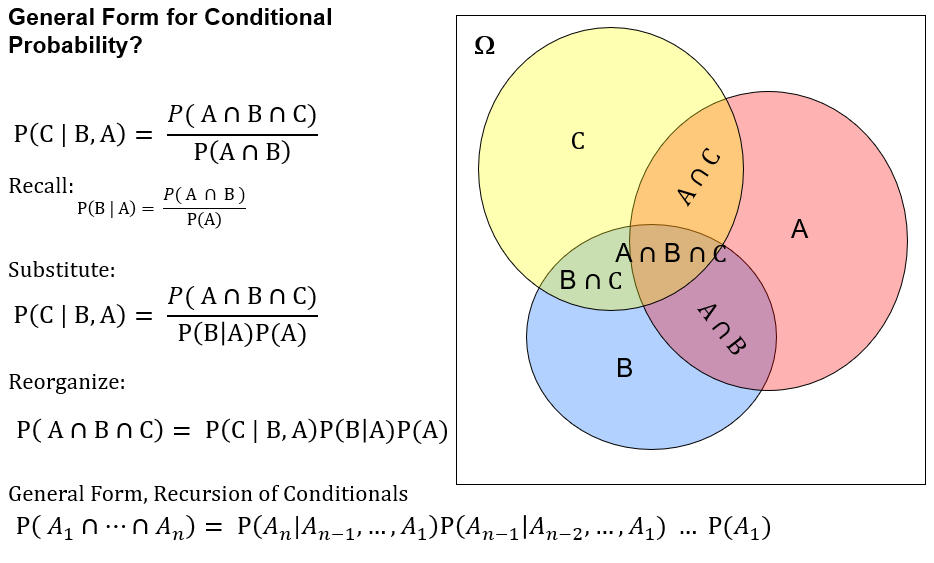 General Form for Conditional
Probability?
P(C | B, A) = P( A ∩ B ∩ C) / P(A ∩ B)
Recall:
P(B | A) = P( A ∩ B ) / P(A)
Substitute:
P(C | B, A) = P( A ∩ B ∩ C) / P(B|A)P(A)
Reorganize:
P( A ∩ B ∩ C) = P(C | B, A)P(B|A)P(A)
General Form, Recursion of Conditionals
P( A₁ ∩ ⋯ ∩ Aₙ) = P(Aₙ|Aₙ₋₁, … , A₁)P(Aₙ₋₁|Aₙ₋₂, … , A₁) … P(A₁)
Ω
C
A ∩ C
A
A ∩ B ∩ C
B ∩ C
A ∩ B
B